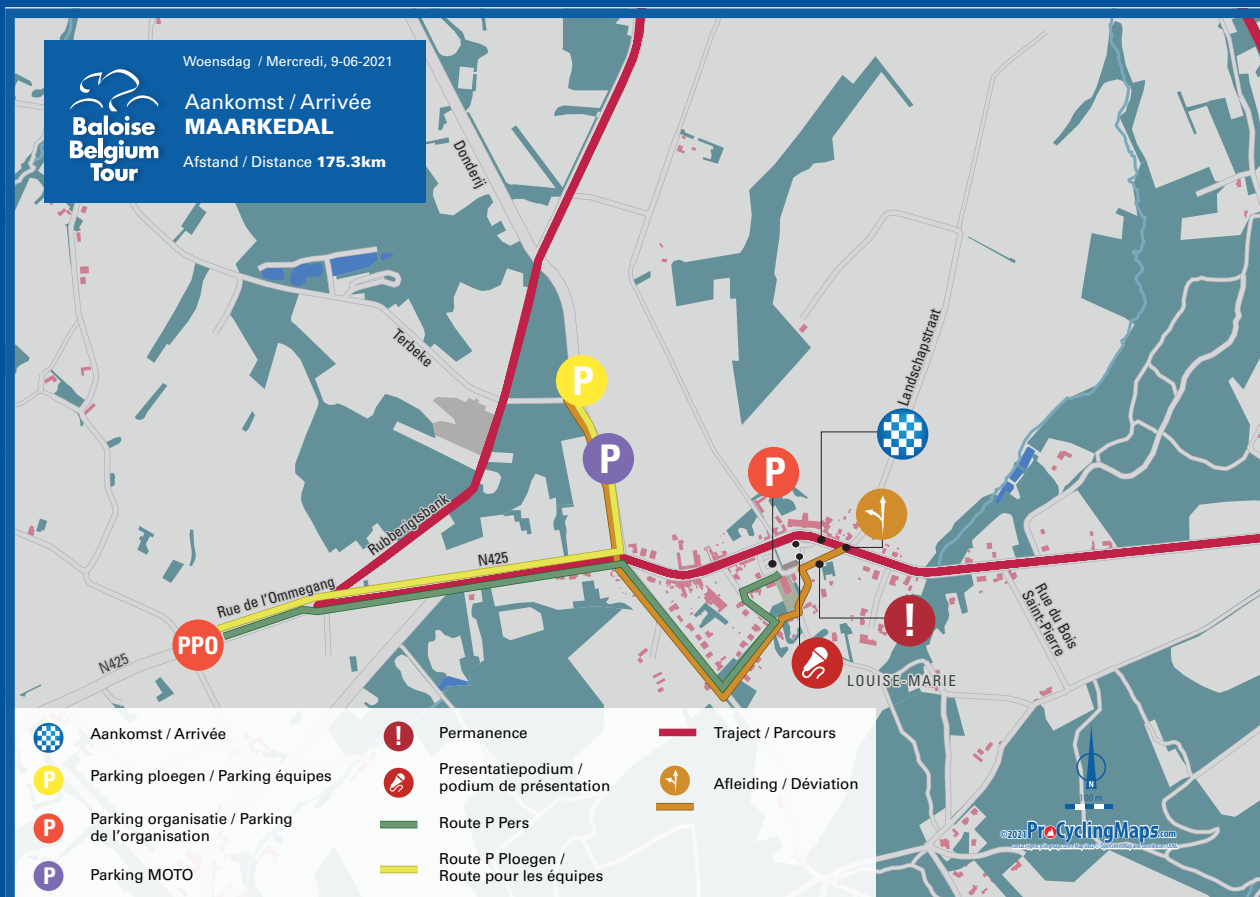 Woensdag / Mercredi, 9-06-2021
Aankomst / Arrivée
MAARKEDAL
Afstand / Distance 175.3km
Baloise
Belgium
Tour
Donderij
Terbeke
Landschapstraat
P
P
P
Rubberigtsbank
N425
Rue de l'Ommegang
PPO
N425
!
Rue du Bois
Saint-Pierre
LOUISE-MARIE
Aankomst / Arrivée
P Parking ploegen / Parking équipes
P Parking organisatie / Parking
de l'organisation
P Parking MOTO
! Permanence
Presentatiepodium /
podium de présentation
Route P Pers
Route P Ploegen /
Route pour les équipes
Traject / Parcours
Afleiding / Déviation
N
100 m
©2021 ProCyclingMaps.com